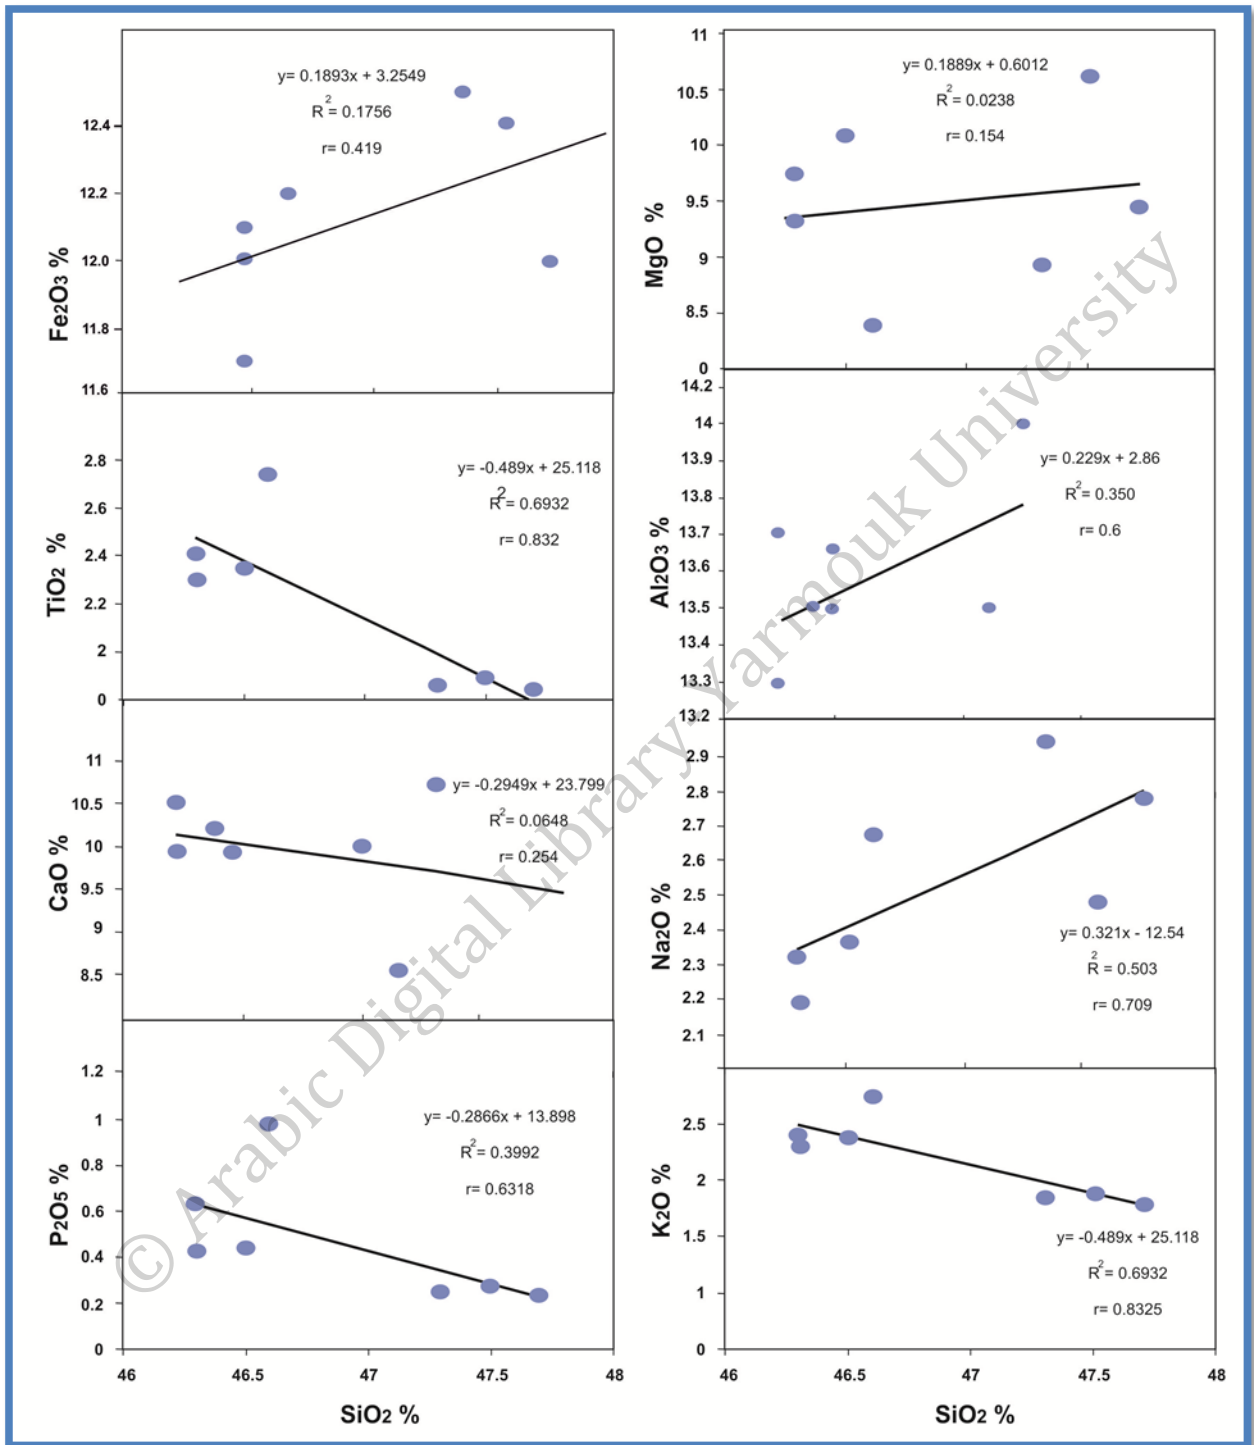 y= 0.1893x + 3.2549
R2 = 0.1756
r= 0.419
12.4
12.2
12.0
11.8
11.6
Fe2O3 %
y= 0.1889x + 0.6012
R2 = 0.0238
r= 0.154
11
10.5
10
9.5
9
8.5
0
MgO %
y= -0.489x + 25.118
R2= 0.6932
r= 0.832
2.8
2.6
2.4
2.2
2
0
TiO2 %
y= 0.229x + 2.86
R2= 0.350
r= 0.6
14.2
14
13.9
13.8
13.7
13.6
13.5
13.4
13.3
13.2
Al2O3 %
y= -0.2949x + 23.799
R2= 0.0648
r= 0.254
11
10.5
10
9.5
9
8.5
CaO %
y= 0.321x - 12.54
R2 = 0.503
r= 0.709
2.9
2.8
2.7
2.6
2.5
2.4
2.3
2.2
2.1
Na2O %
y= -0.2866x + 13.898
R2= 0.3992
r= 0.6318
1.2
1
0.8
0.6
0.4
0.2
0
P2O5 %
46 46.5 47 47.5 48
SiO2 %
y= -0.489x + 25.118
R2= 0.6932
r= 0.8325
2.5
2
1.5
1
0
K2O %
46 46.5 47 47.5 48
SiO2 %
© Arabic Digital Library-Yarmouk University